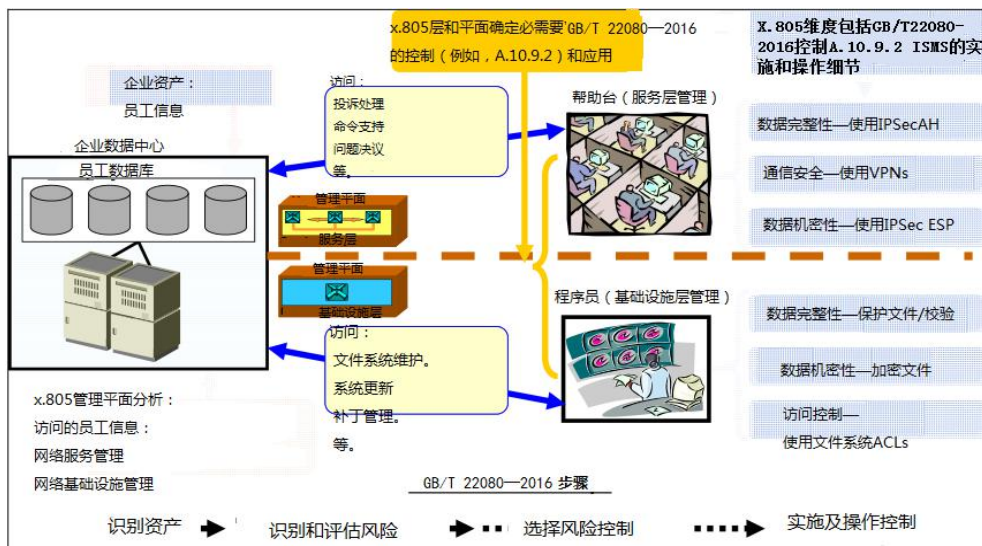 x.805层和平面确定必需要'GB/T 22080—2016
的控制（例如，A.10.9.2）和应用
X.805维度包括GB/T22080-
2016控制A.10.9.2 ISMS的实
施和操作细节
企业资产：
员工信息
企业数据中心
员工数据库
访问：
投诉处理
命令支持
问题决议
等。
管理平面
服务层
管理平面
基础设施层
访问：
文件系统维护。
系统更新
补于管理。
等。
帮助台（服务层管理）
程序员（基础设施层管理）
数据完整性—使用IPSecAH
通信安全—使用VPNs
数据机密性—使用IPSec ESP
数据完整性—保护文件/校验
数据机密性—加密文件
访问控制—
使用文件系统ACLs
x.805管理平面分析：
访问的员工信息：
网络服务管理
网络基础设施管理
GB/T 22080—2016 步骤
识别资产
识别和评估风险
选择风险控制
实施及操作控制